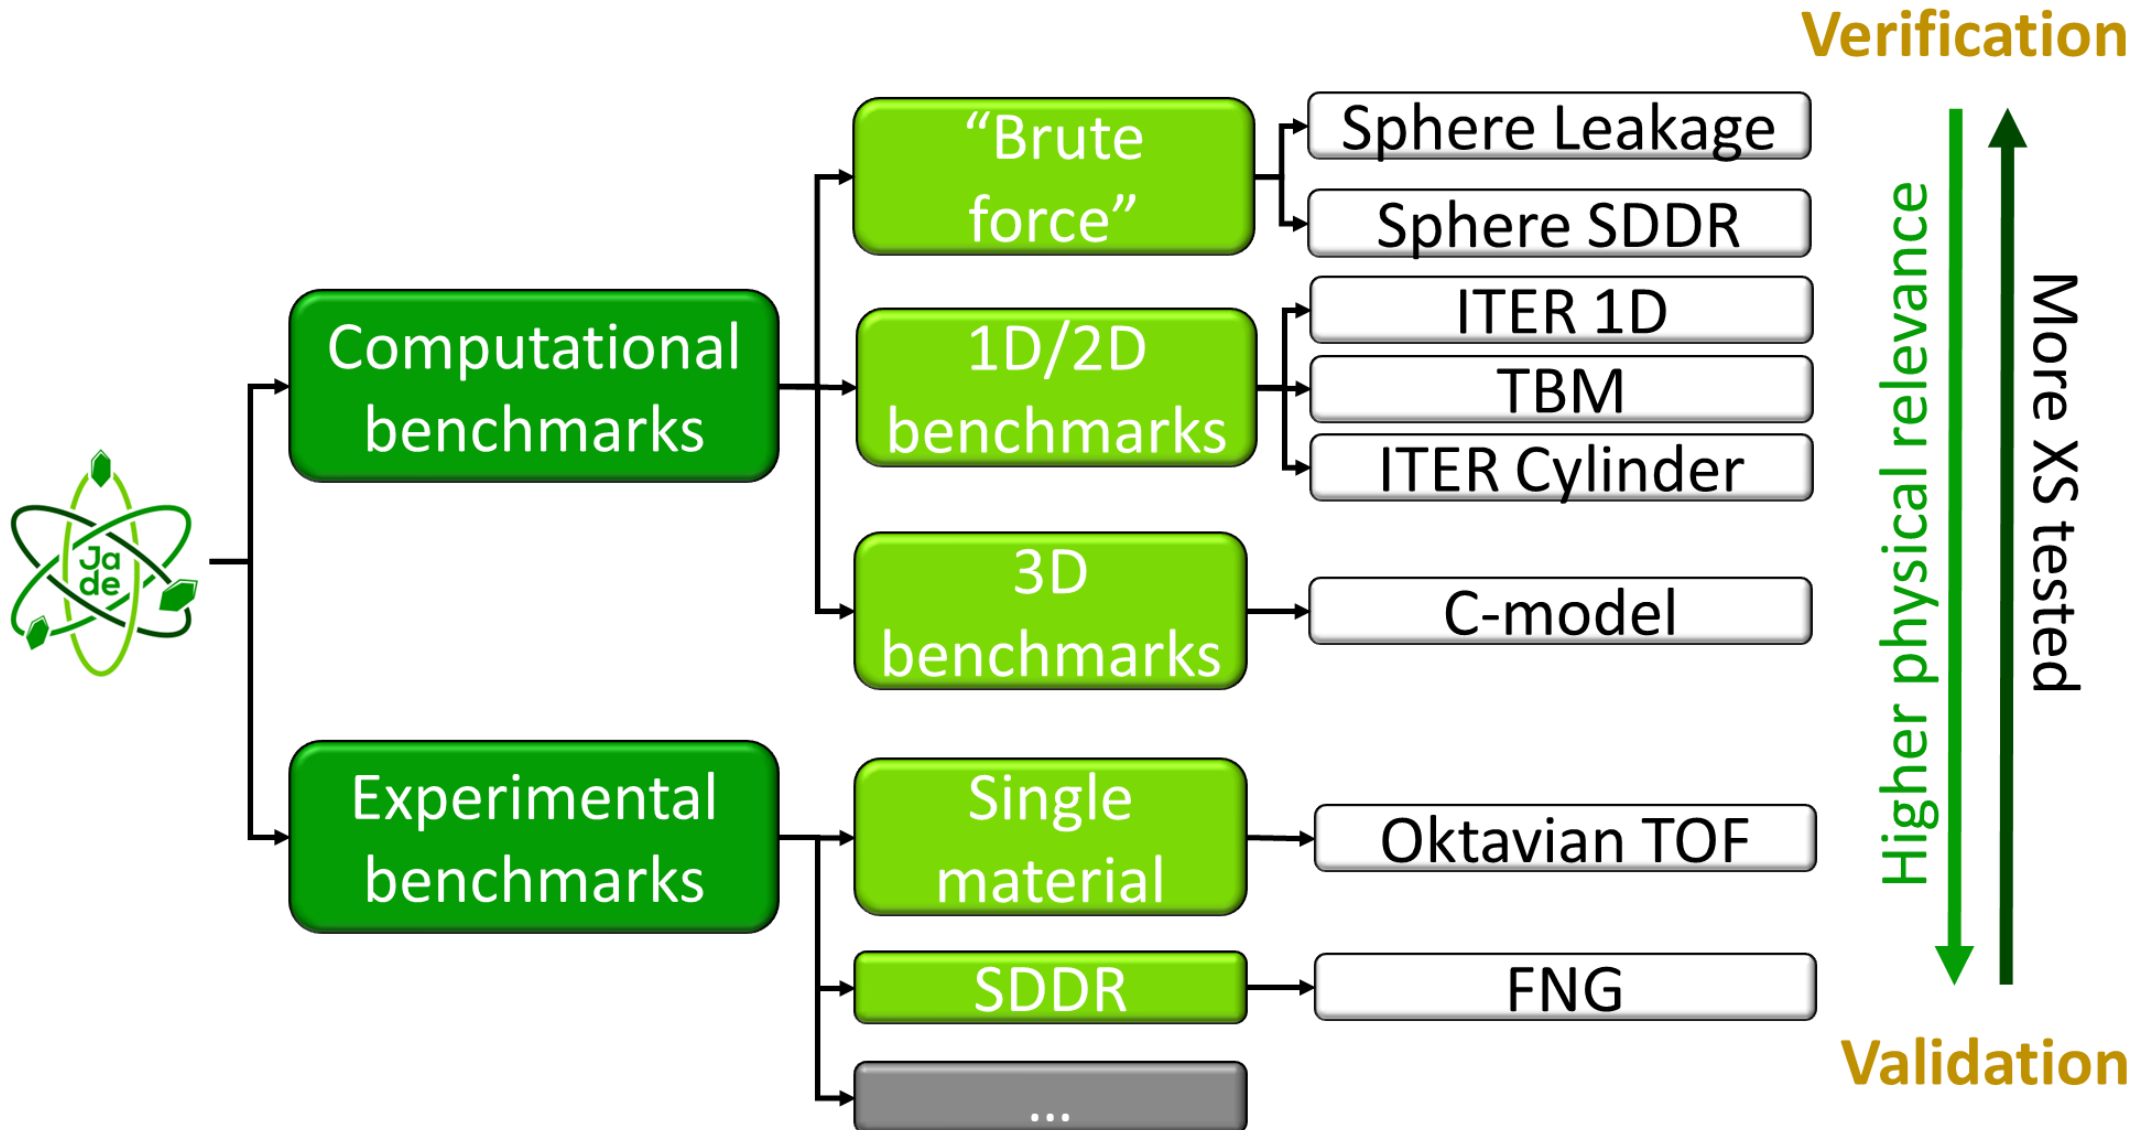 Verification
“Brute
force”
Sphere Leakage
Sphere SDDR
Computational
benchmarks
1D/2D
benchmarks
ITER 1D
TBM
ITER Cylinder
3D
benchmarks
C-model
Ja
de
Experimental
benchmarks
Single
material
Oktavian TOF
SDDR
FNG
...
Higher physical relevance
More XS tested
Validation